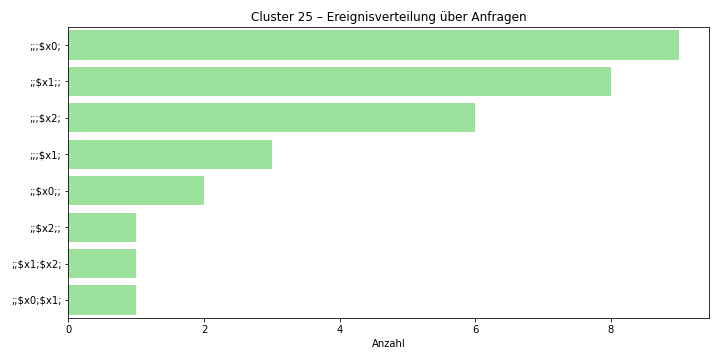 Cluster 25 – Ereignisverteilung über Anfragen
;;;$x0;
;;$x1;;
;;;$x2;
;;;$x1;
;;$x0;;
;;$x2;;
;;$x1;$x2;
;;$x0;$x1;
0 2 4 6 8
Anzahl